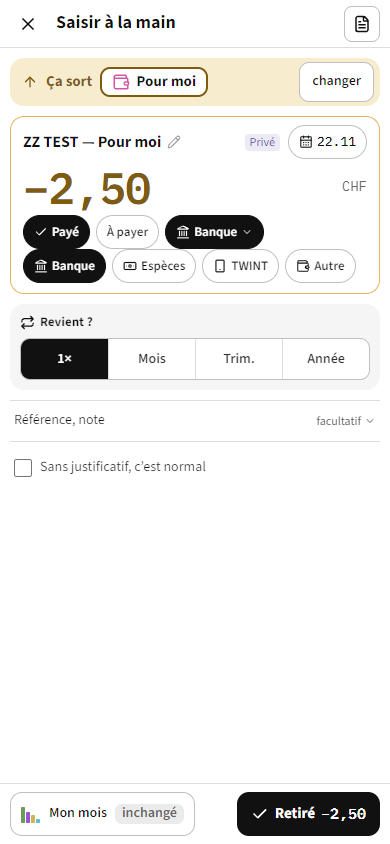 Saisir à la main
Ça sort Pour moi changer
ZZ TEST — Pour moi Privé 22.11
−2,50 CHF
Payé À payer Banque
Banque Espèces TWINT Autre
Revient ?
1× Mois Trim. Année
Référence, note facultatif
Sans justificatif, c’est normal
Mon mois inchangé Retiré −2,50